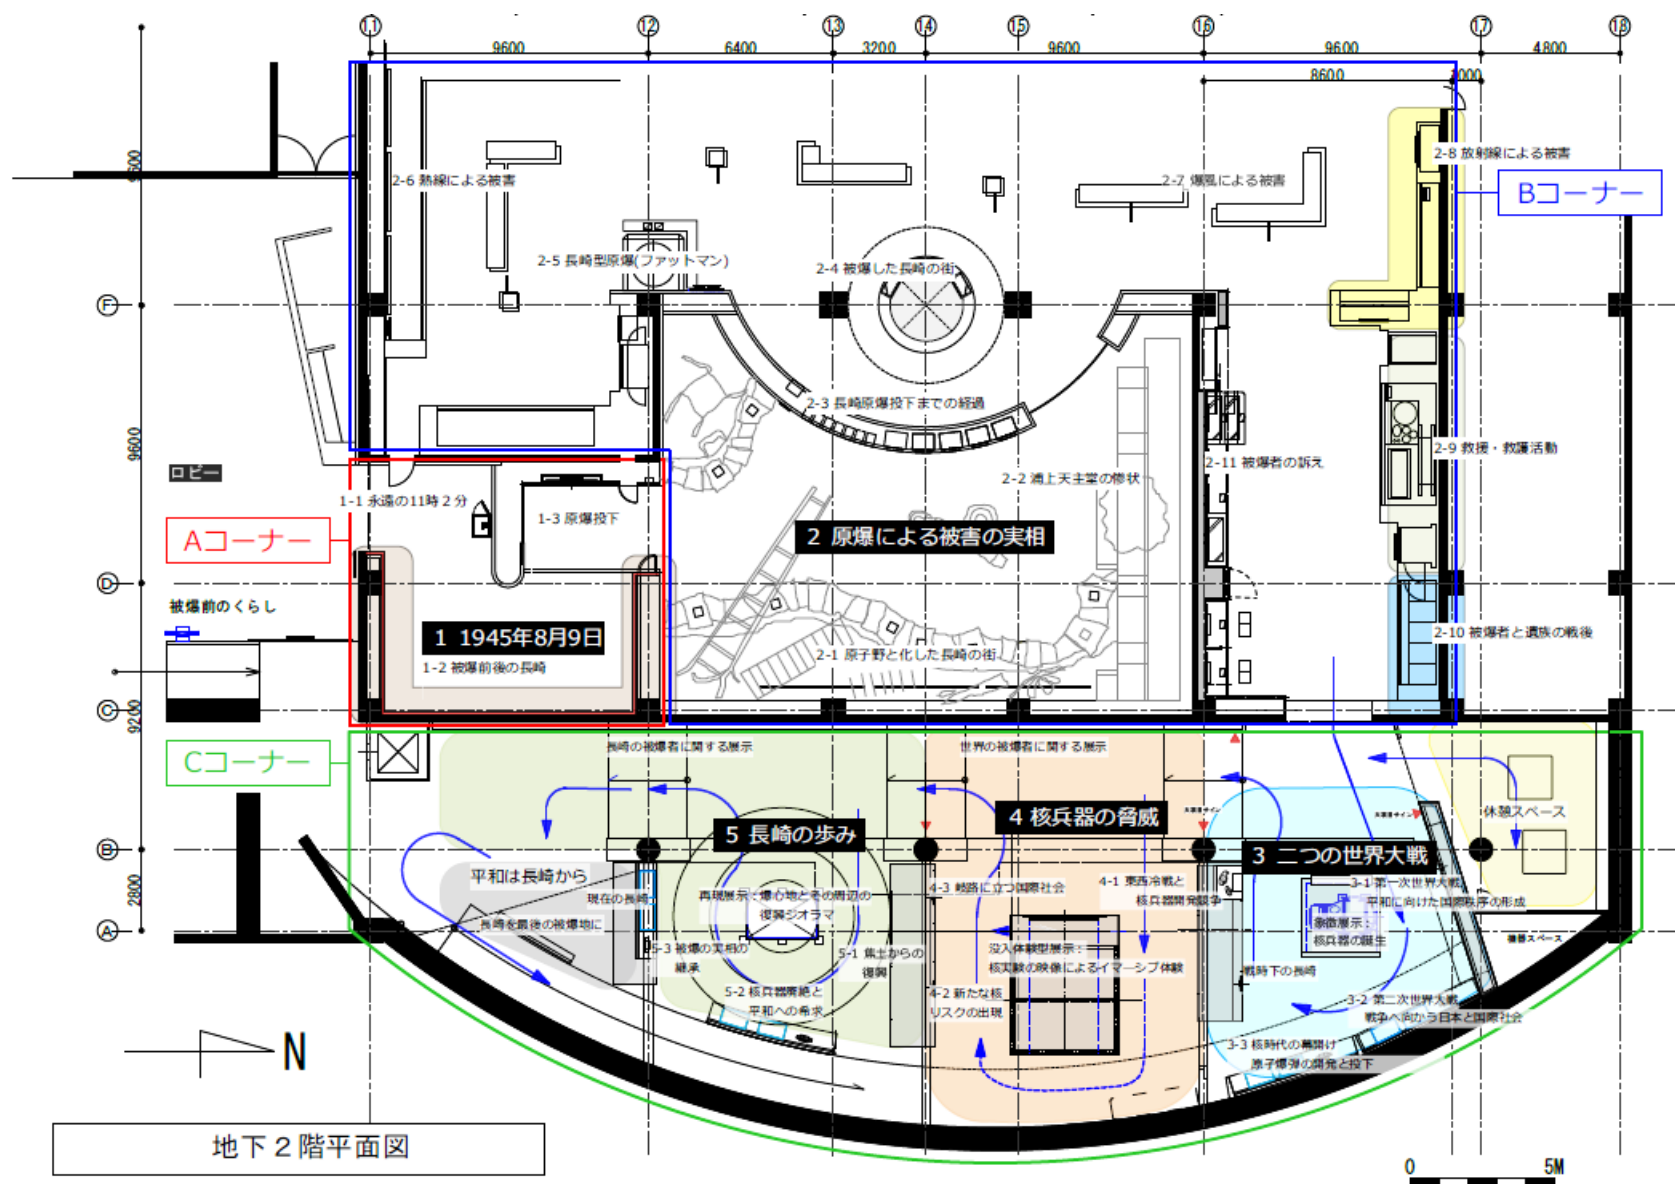 11 12 13 14 15 16 17 18
9600 6400 3200 9600 9600 4800
8600
2-8 放射線による被害
2-6 熱線による被害
2-7 爆風による被害
Bコーナー
2-5 長崎型原爆(ファットマン)
2-4 被爆した長崎の街
F
2-3 長崎原爆投下までの経過
9600
2-9 救援・救護活動
2-11 被爆者の訴え
ロビー
2-2 浦上天主堂の惨状
1-1 永遠の11時2分
1-3 原爆投下
Aコーナー
2 原爆による被害の実相
D
被爆前のくらし
1 1945年8月9日
2-10 被爆者と遺族の戦後
2-1 原子野と化した長崎の街
1-2 被爆前後の長崎
C
9200
長崎の被爆者に関する展示
世界の被爆者に関する展示
Cコーナー
休憩スペース
4 核兵器の脅威
5 長崎の歩み
B
3 二つの世界大戦
平和は長崎から
4-1 東西冷戦と
核兵器開発競争
4-3 岐路に立つ国際社会
3-1 第一次世界大戦
平和に向けた国際秩序の形成
2800
現在の長崎
再現展示:爆心地とその周辺の
復興ジオラマ
長崎を最後の被爆地に
象徴展示:
核兵器の誕生
A
機器スペース
5-3 被爆の実相の
継承
5-1 焦土からの
復興
没入体験型展示:
核実験の映像によるイマーシブ体験
戦時下の長崎
5-2 核兵器廃絶と
平和への希求
4-2 新たな核
リスクの出現
3-2 第二次世界大戦
戦争へ向かう日本と国際社会
3-3 核時代の幕開け
原子爆弾の開発と投下
N
地下2階平面図
0 5M